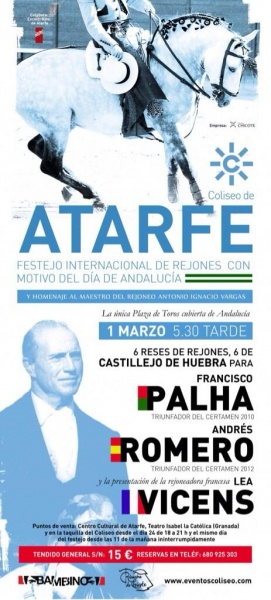 Empresa: CIRCOTE
Coliseo de
ATARFE
FESTEJO INTERNACIONAL DE REJONES CON
MOTIVO DEL DÍA DE ANDALUCÍA
Y HOMENAJE AL MAESTRO DEL REJONEO ANTONIO IGNACIO VARGAS
La única Plaza de Toros cubierta de Andalucía
1 MARZO 5.30 TARDE
6 RESES DE REJONES, 6 DE
CASTILLEJO DE HUEBRA PARA
FRANCISCO
PALHA
TRIUNFADOR DEL CERTAMEN 2010
ANDRÉS
ROMERO
TRIUNFADOR DEL CERTAMEN 2012
y la presentación de la rejoneadora francesa LEA
VICENS
Puntos de venta: Centro Cultural de Atarfe, Teatro Isabel la Católica (Granada)
y en la taquilla del Coliseo desde el día 24 de 18 a 21 h y el mismo día
del festejo desde las 11 de la mañana ininterrumpidamente
TENDIDO GENERAL S/N: 15 € RESERVAS EN TELÉF: 680 925 303
BAMBINO
www.eventoscoliseo.com